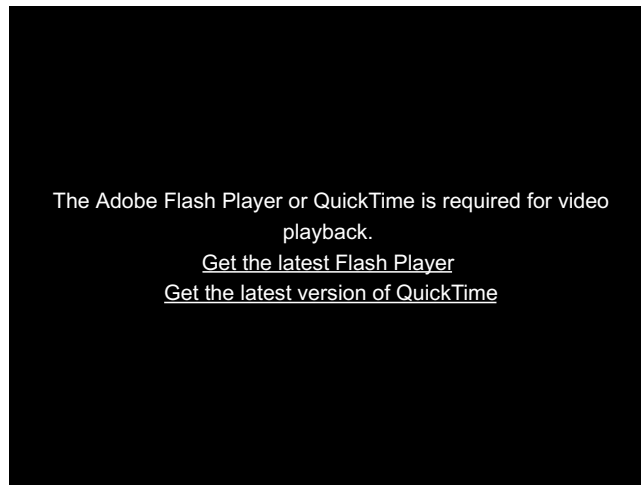 The Adobe Flash Player or QuickTime is required for video
playback.
Get the latest Flash Player
Get the latest version of QuickTime